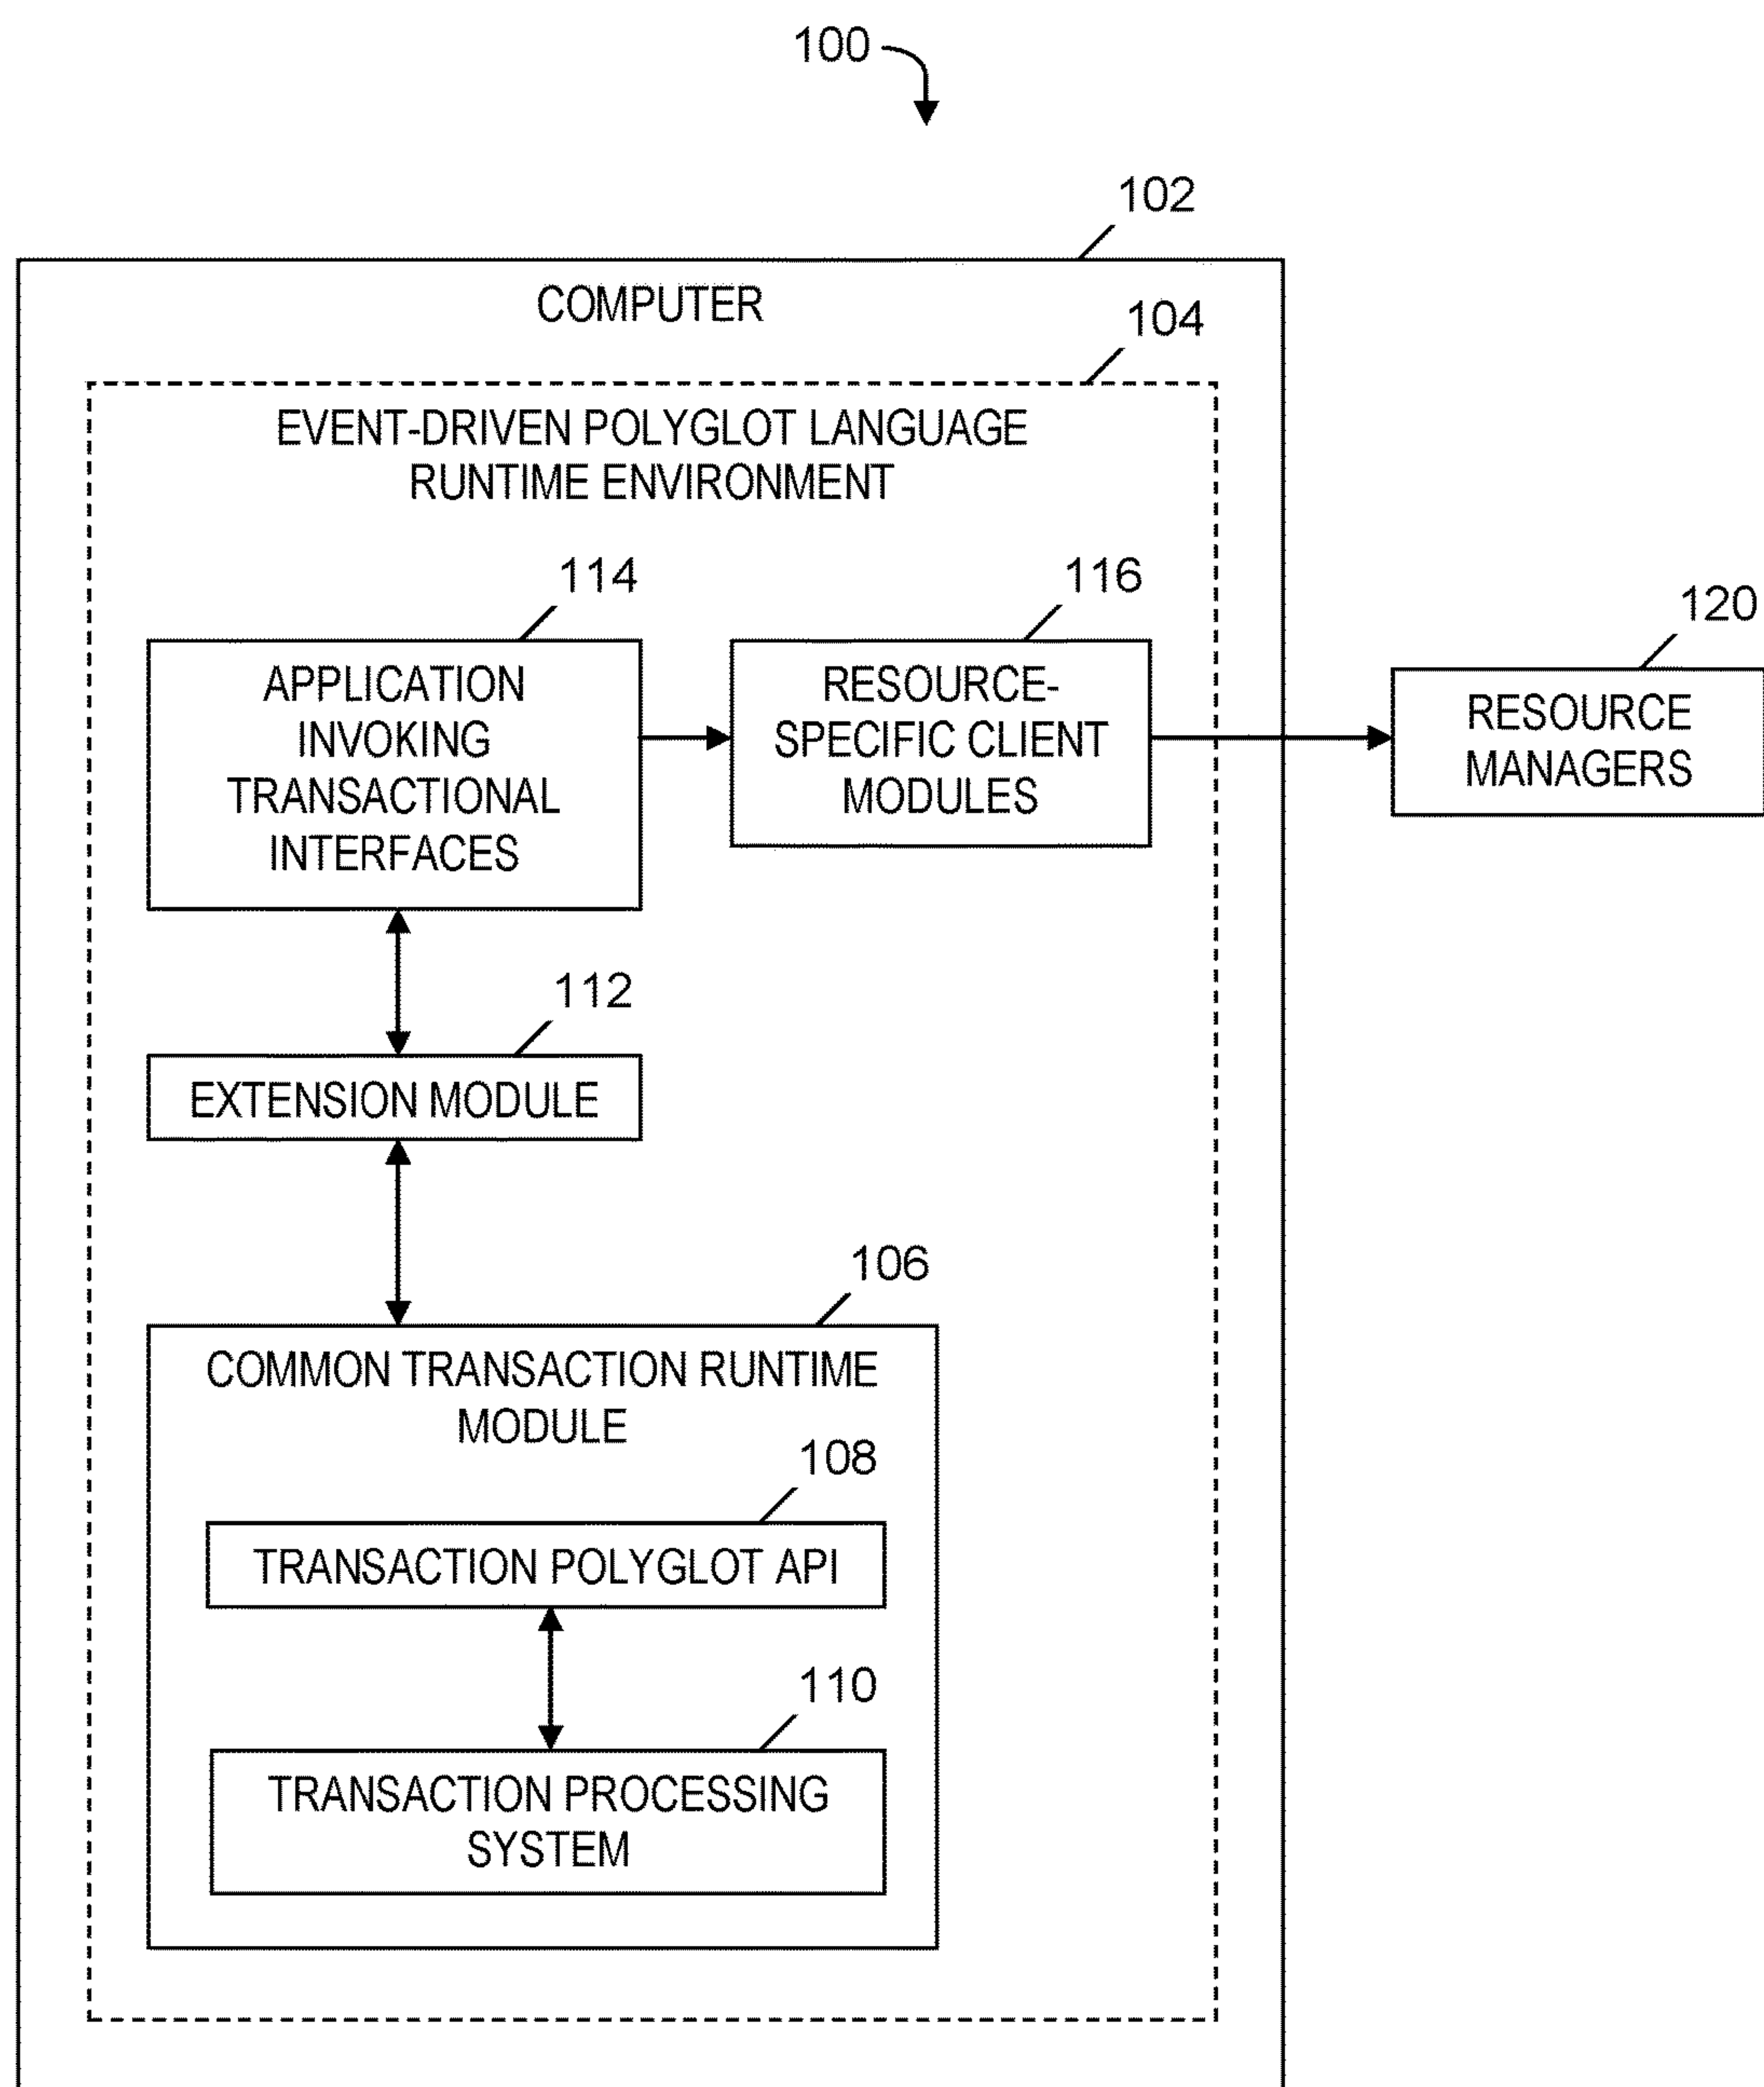 100
102
COMPUTER
104
EVENT-DRIVEN POLYGLOT LANGUAGE
RUNTIME ENVIRONMENT
114
116
120
APPLICATION
INVOKING
TRANSACTIONAL
INTERFACES
RESOURCE-
SPECIFIC CLIENT
MODULES
RESOURCE
MANAGERS
112
EXTENSION MODULE
106
COMMON TRANSACTION RUNTIME
MODULE
108
TRANSACTION POLYGLOT API
110
TRANSACTION PROCESSING
SYSTEM